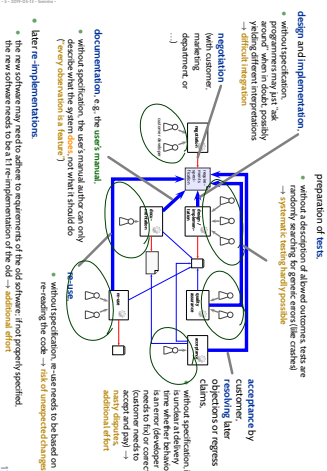 design and implementation,
• without specification,
programmers may just "ask
around" when in doubt, possibly
yielding different interpretations
→ difficult integration
negotiation
(with customer,
marketing
department, or
...)
documentation, e.g., the user's manual,
• without specification, the user's manual author can only
describe what the system does, not what it should do
("every observation is a feature")
later re-implementations.
• the new software may need to adhere to requirements of the old software; if not properly specified,
the new software needs to be a 1:1 re-implementation of the old → additional effort
preparation of tests,
• without a description of allowed outcomes, tests are
randomly searching for generic errors (like crashes)
→ systematic testing hardly possible
acceptance by
customer,
resolving later
objections or regress
claims,
• without specification,
is unclear at delivery
time whether behavio
is an error (developer
needs to fix) or correc
(customer needs to
accept and pay) →
nasty disputes,
additional effort
re-use
• without specification, re-use needs to be based on
re-reading the code → risk of unexpected changes